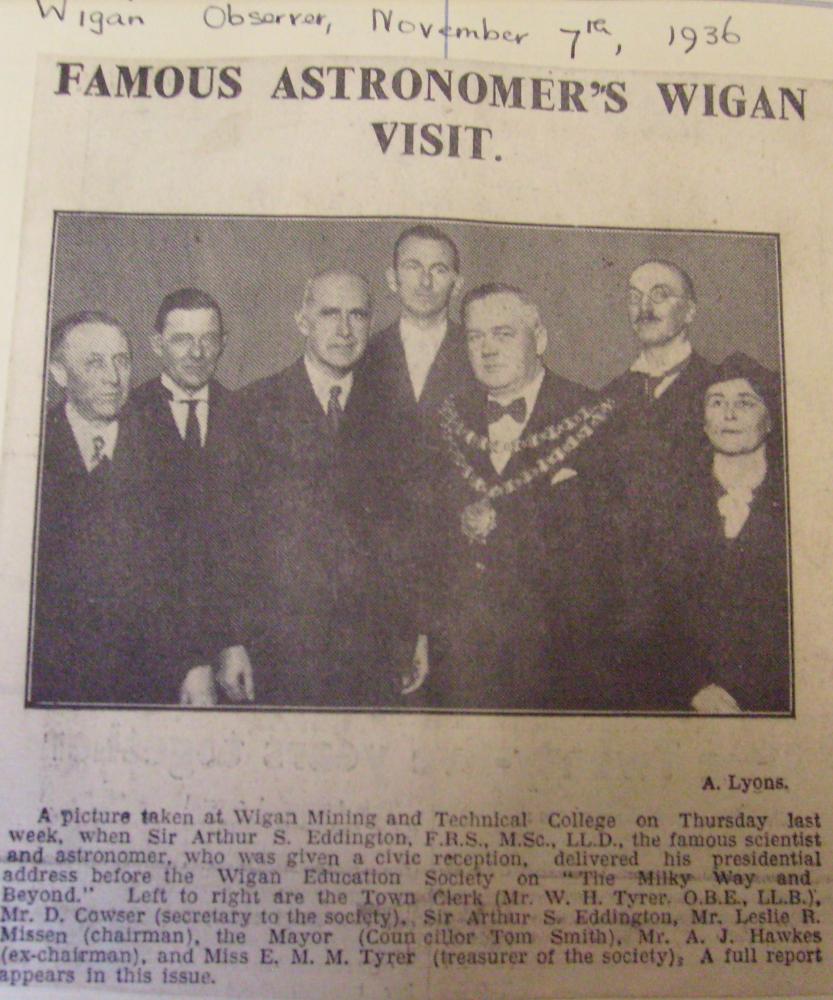 Wigan Observer, November 7th, 1936
FAMOUS ASTRONOMER'S WIGAN
VISIT.
A. Lyons.
A picture taken at Wigan Mining and Technical College on Thursday last
week, when Sir Arthur S. Eddington, F.R.S., M.Sc., LL.D., the famous scientist
and astronomer, who was given a civic reception, delivered his presidential
address before the Wigan Education Society on "The Milky Way and
Beyond." Left to right are the Town Clerk (Mr. W. H. Tyrer, O.B.E., LL.B.),
Mr. D. Cowser (secretary to the society), Sir Arthur S. Eddington, Mr. Leslie R.
Missen (chairman), the Mayor (Councillor Tom Smith), Mr. A. J. Hawkes
(ex-chairman), and Miss E. M. M. Tyrer (treasurer of the society). A full report
appears in this issue.